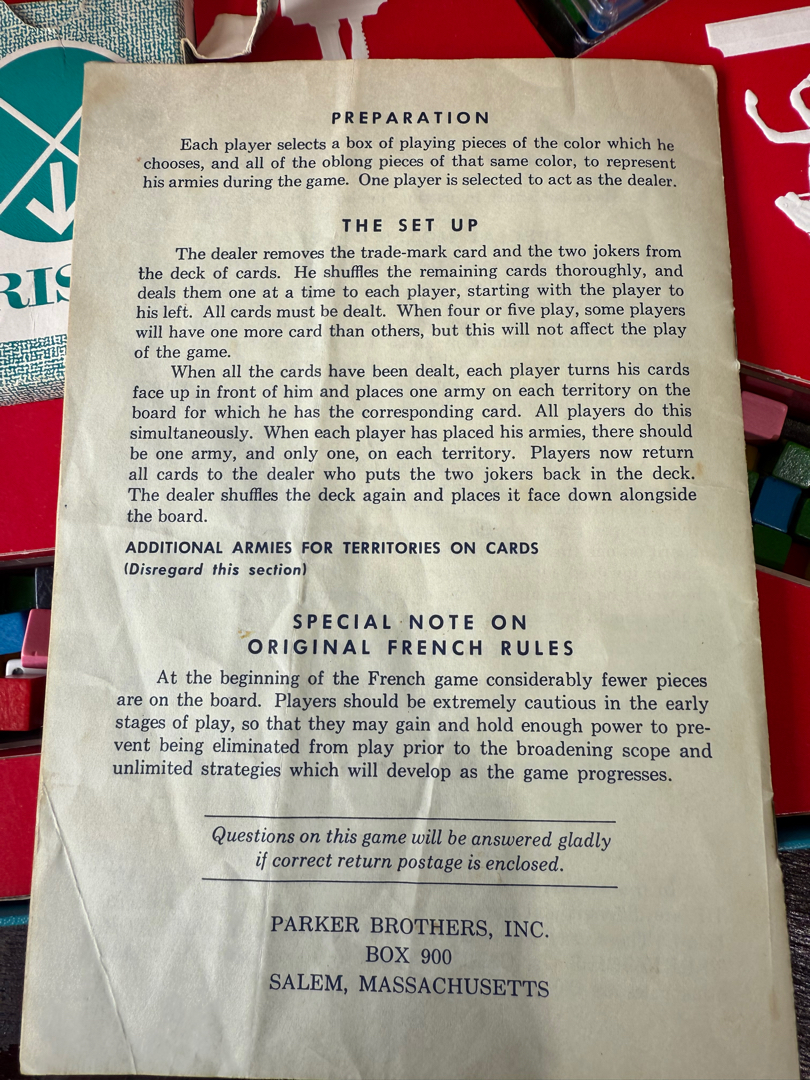 PREPARATION
Each player selects a box of playing pieces of the color which he
chooses, and all of the oblong pieces of that same color, to represent
his armies during the game. One player is selected to act as the dealer.
THE SET UP
The dealer removes the trade-mark card and the two jokers from
the deck of cards. He shuffles the remaining cards thoroughly, and
deals them one at a time to each player, starting with the player to
his left. All cards must be dealt. When four or five play, some players
will have one more card than others, but this will not affect the play
of the game.
When all the cards have been dealt, each player turns his cards
face up in front of him and places one army on each territory on the
board for which he has the corresponding card. All players do this
simultaneously. When each player has placed his armies, there should
be one army, and only one, on each territory. Players now return
all cards to the dealer who puts the two jokers back in the deck.
The dealer shuffles the deck again and places it face down alongside
the board.
ADDITIONAL ARMIES FOR TERRITORIES ON CARDS
(Disregard this section)
SPECIAL NOTE ON
ORIGINAL FRENCH RULES
At the beginning of the French game considerably fewer pieces
are on the board. Players should be extremely cautious in the early
stages of play, so that they may gain and hold enough power to pre-
vent being eliminated from play prior to the broadening scope and
unlimited strategies which will develop as the game progresses.
Questions on this game will be answered gladly
if correct return postage is enclosed.
PARKER BROTHERS, INC.
BOX 900
SALEM, MASSACHUSETTS
RIS